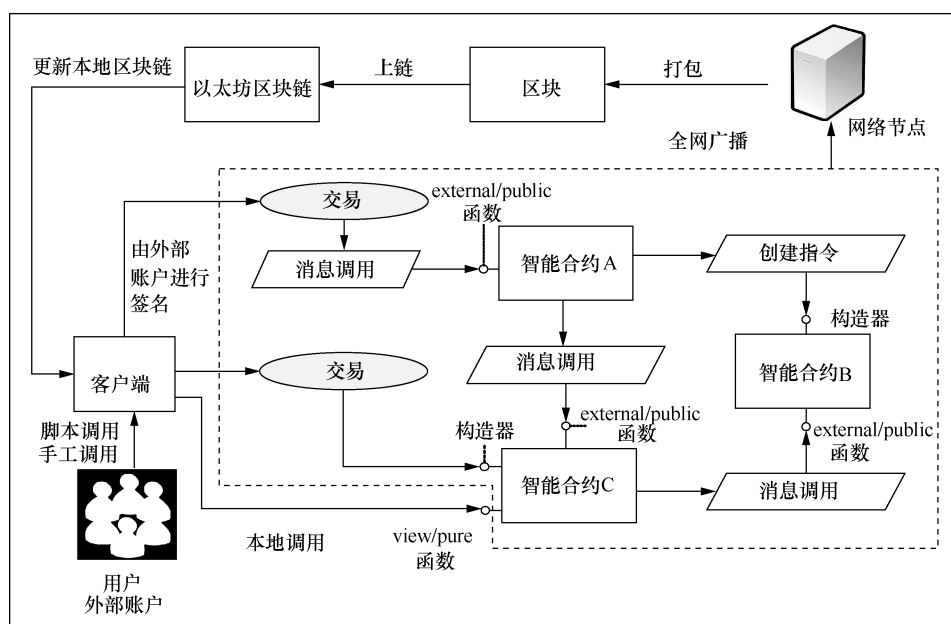 更新本地区块链
以太坊区块链
上链
区块
打包
网络节点
全网广播
交易
external/public
函数
由外部
账户进行
签名
消息调用
智能合约A
创建指令
构造器
消息调用
智能合约B
客户端
交易
external/public
函数
external/public
函数
脚本调用
手工调用
构造器
智能合约C
消息调用
本地调用
view/pure
函数
用户
外部账户